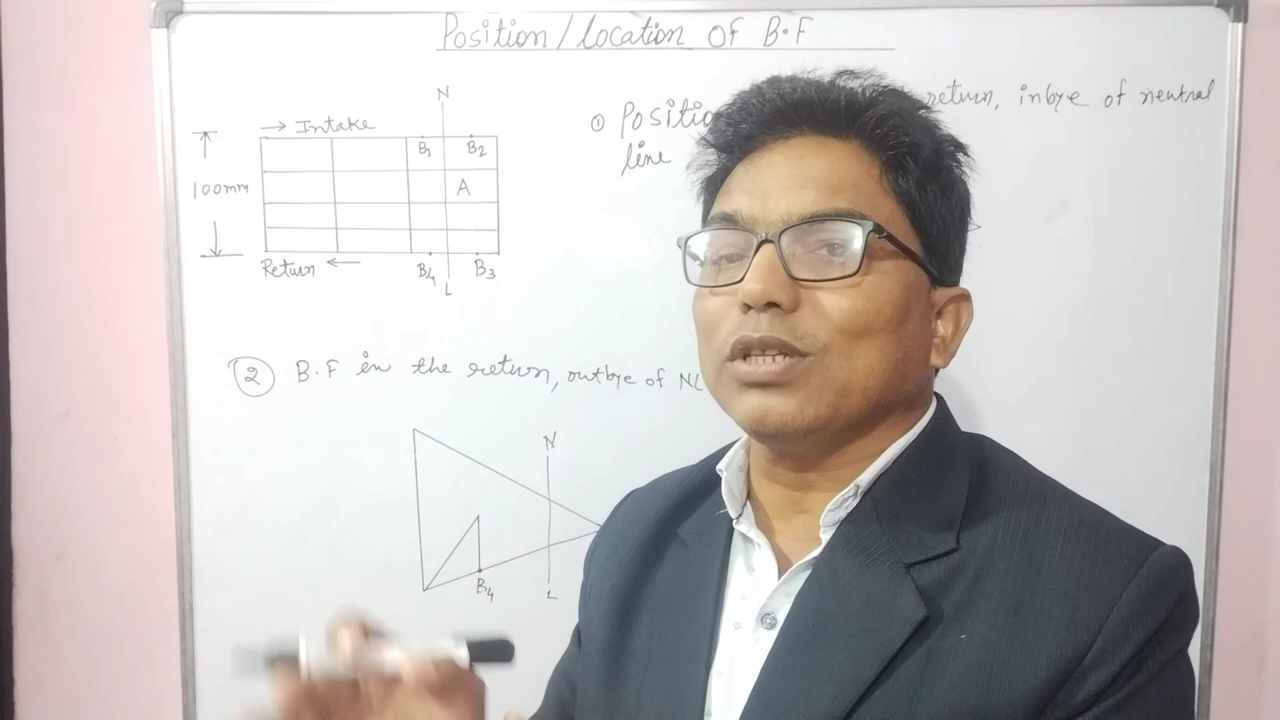 Position/location of B.F
N
→ Intake
B1 B2
100mm
A
Return ←
B4 B3
L
① Positio return, inbye of neutral
line
② B.F in the return, outbye of NL
N
B4
L